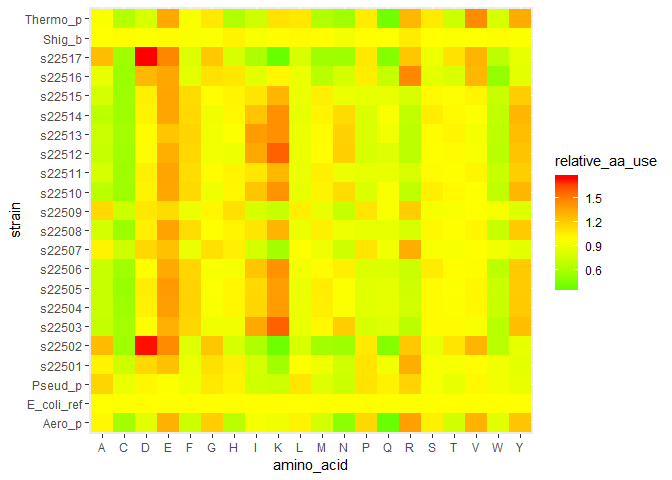 Thermo_p
Shig_b
s22517
s22516
s22515
s22514
s22513
s22512
s22511
s22510
s22509
s22508
s22507
s22506
s22505
s22504
s22503
s22502
s22501
Pseud_p
E_coli_ref
Aero_p
strain
A C D E F G H I K L M N P Q R S T V W Y
amino_acid
relative_aa_use
1.5
1.2
0.9
0.6